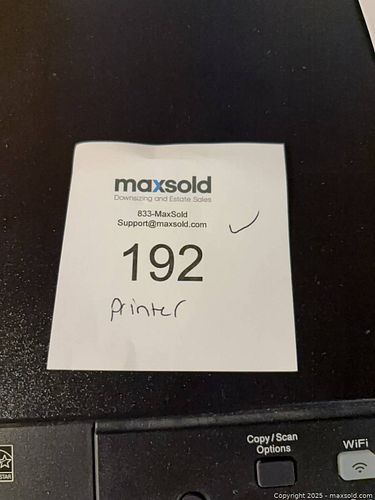 maxsold
Downsizing and Estate Sales
833-MaxSold
Support@maxsold.com
192
printer
Copy/Scan
Options
WiFi
STAR
Copyright 2025 - maxsold.com